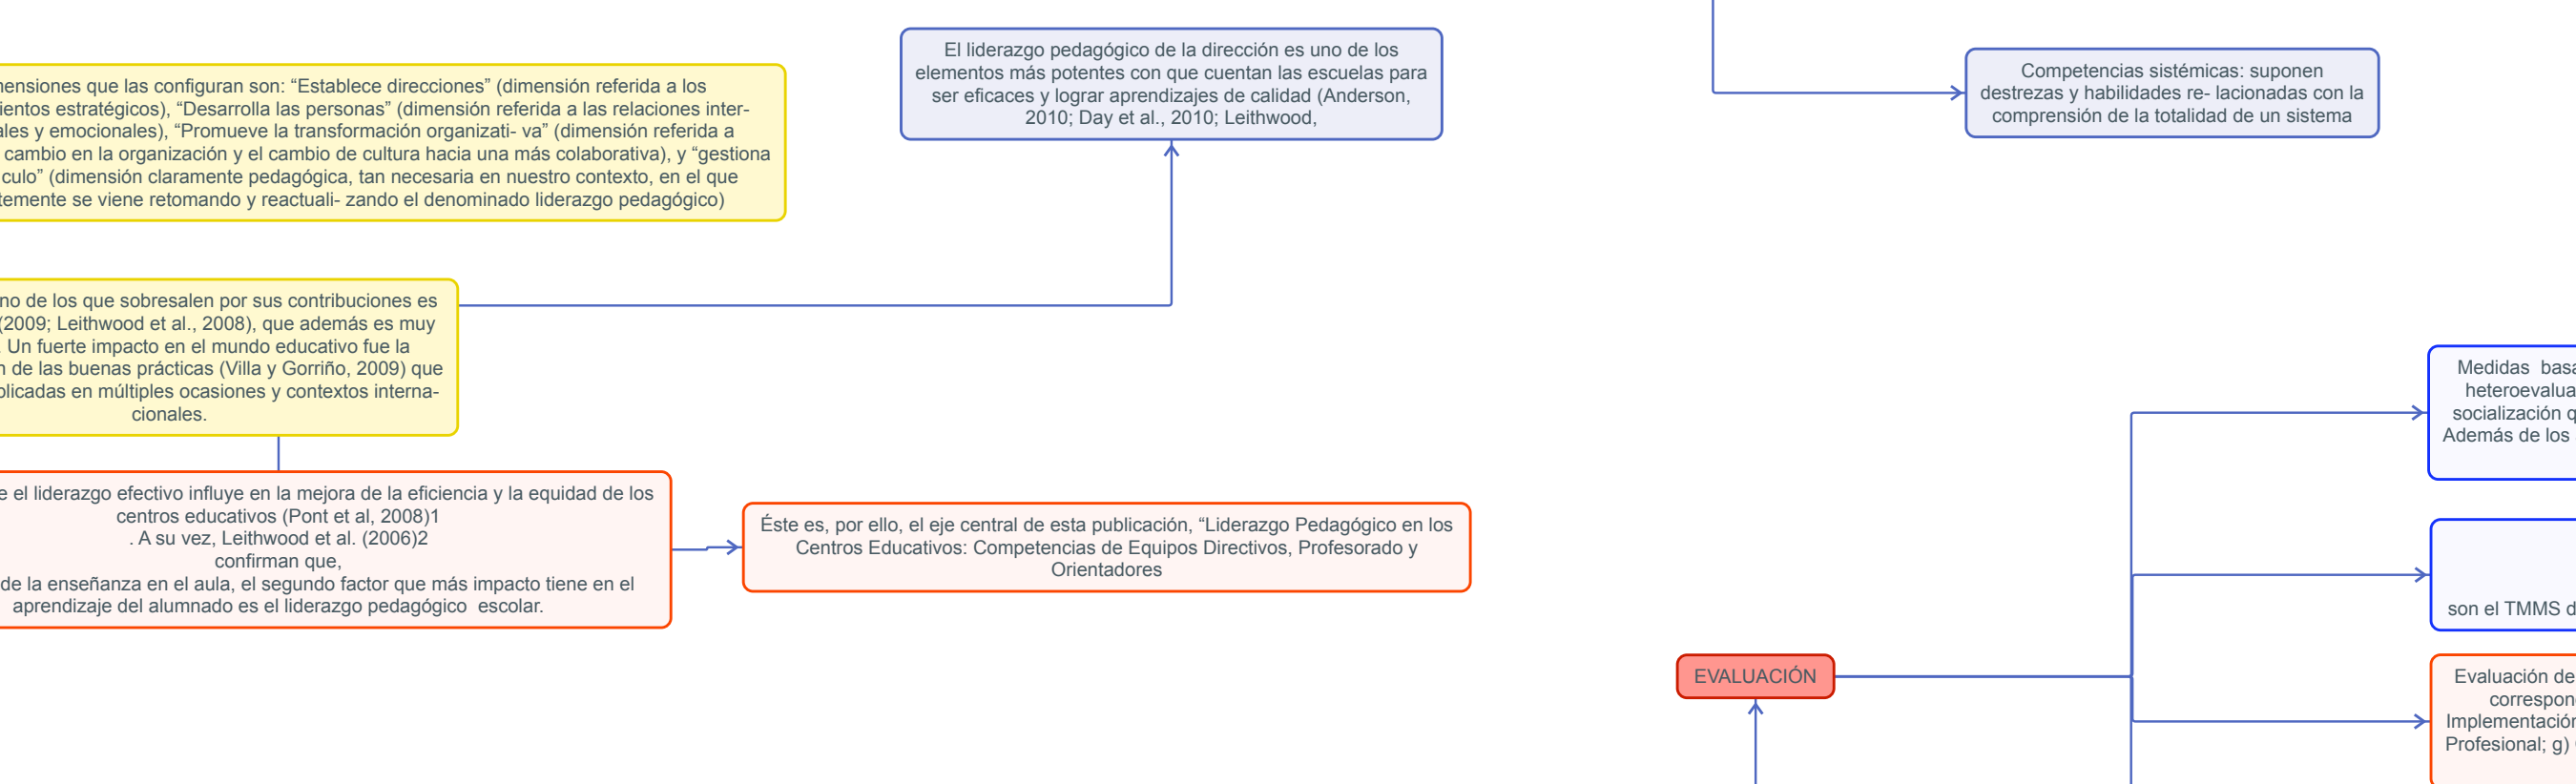 mensiones que las configuran son: “Establece direcciones” (dimensión referida a los
ientos estratégicos), “Desarrolla las personas” (dimensión referida a las relaciones inter-
ales y emocionales), “Promueve la transformación organizati- va” (dimensión referida a
cambio en la organización y el cambio de cultura hacia una más colaborativa), y “gestiona
culo” (dimensión claramente pedagógica, tan necesaria en nuestro contexto, en el que
temente se viene retomando y reactuali- zando el denominado liderazgo pedagógico)
El liderazgo pedagógico de la dirección es uno de los
elementos más potentes con que cuentan las escuelas para
ser eficaces y lograr aprendizajes de calidad (Anderson,
2010; Day et al., 2010; Leithwood,
Competencias sistémicas: suponen
destrezas y habilidades re- lacionadas con la
comprensión de la totalidad de un sistema
no de los que sobresalen por sus contribuciones es
(2009; Leithwood et al., 2008), que además es muy
. Un fuerte impacto en el mundo educativo fue la
n de las buenas prácticas (Villa y Gorriño, 2009) que
plicadas en múltiples ocasiones y contextos interna-
cionales.
e el liderazgo efectivo influye en la mejora de la eficiencia y la equidad de los
centros educativos (Pont et al, 2008)1
. A su vez, Leithwood et al. (2006)2
confirman que,
de la enseñanza en el aula, el segundo factor que más impacto tiene en el
aprendizaje del alumnado es el liderazgo pedagógico  escolar.
Éste es, por ello, el eje central de esta publicación, “Liderazgo Pedagógico en los
Centros Educativos: Competencias de Equipos Directivos, Profesorado y
Orientadores
EVALUACIÓN
Medidas  basa
heteroevalua
socialización q
Además de los
son el TMMS d
Evaluación de
correspon
Implementación
Profesional; g)